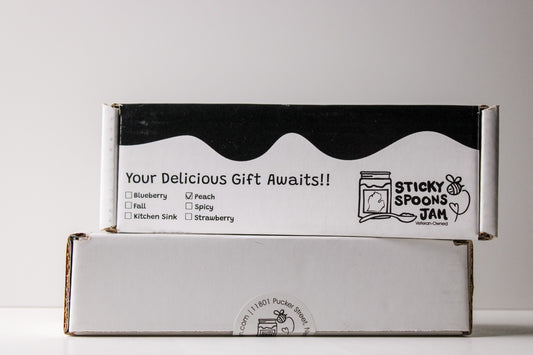 Your Delicious Gift Awaits!!
Blueberry
Fall
Kitchen Sink
Peach
Spicy
Strawberry
STICKY
SPOONS
JAM
Veteran Owned
.com | 11801 Pucker Street,